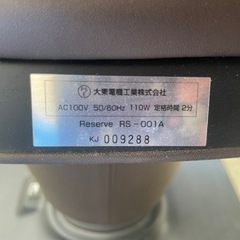 大東電機工業株式会社
AC100V 50/60Hz 110W 定格時間 2分
Reserve RS-001A
KJ 009288